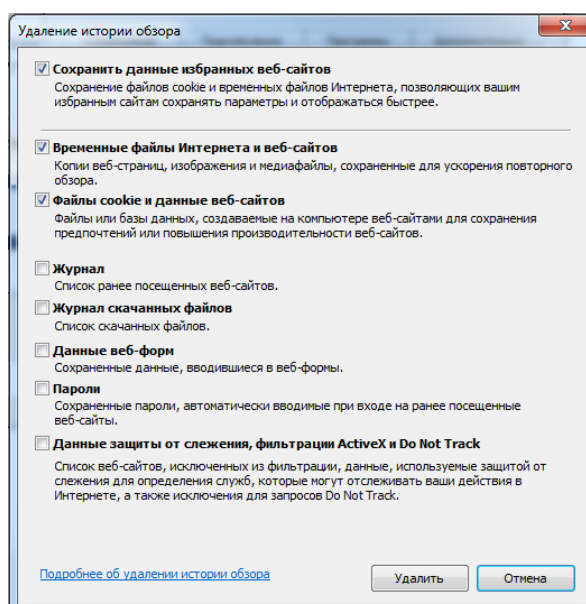 Удаление истории обзора
Сохранить данные избранных веб-сайтов
Сохранение файлов cookie и временных файлов Интернета, позволяющих вашим
избранным сайтам сохранять параметры и отображаться быстрее.
Временные файлы Интернета и веб-сайтов
Копии веб-страниц, изображения и медиафайлы, сохраненные для ускорения повторного
обзора.
Файлы cookie и данные веб-сайтов
Файлы или базы данных, создаваемые на компьютере веб-сайтами для сохранения
предпочтений или повышения производительности веб-сайтов.
Журнал
Список ранее посещенных веб-сайтов.
Журнал скачанных файлов
Список скачанных файлов.
Данные веб-форм
Сохраненные данные, вводившиеся в веб-формы.
Пароли
Сохраненные пароли, автоматически вводимые при входе на ранее посещенные
веб-сайты.
Данные защиты от слежения, фильтрации ActiveX и Do Not Track
Список веб-сайтов, исключенных из фильтрации, данные, используемые защитой от
слежения для определения служб, которые могут отслеживать ваши действия в
Интернете, а также исключения для запросов Do Not Track.
Подробнее об удалении истории обзора
Удалить
Отмена